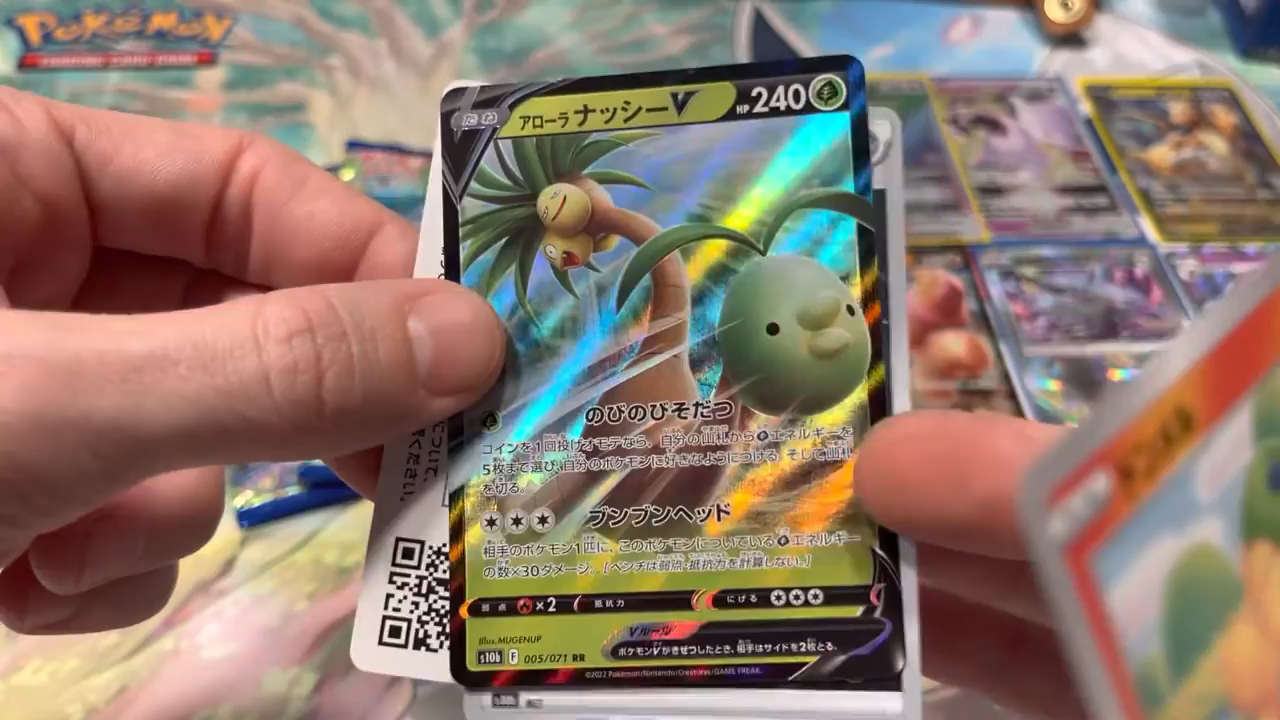 POKéMON
TRADING CARD GAME
たね
アローラ ナッシーV
HP 240
のびのびそだつ
コインを1回投げオモテなら、自分の山札からエネルギーを
5枚まで選び、自分のポケモンに好きなようにつける。そして山札
を切る。
ブンブンヘッド
相手のポケモン1匹に、このポケモンについているエネルギー
の数×30ダメージ。[ベンチは弱点・抵抗力を計算しない。]
弱点 ×2 抵抗力 にげる
Vルール
ポケモンVがきぜつしたとき、相手はサイドを2枚とる。
Illus. MUGENUP
s10b F 005/071 RR
©2022 Pokémon/Nintendo/Creatures/GAME FREAK.